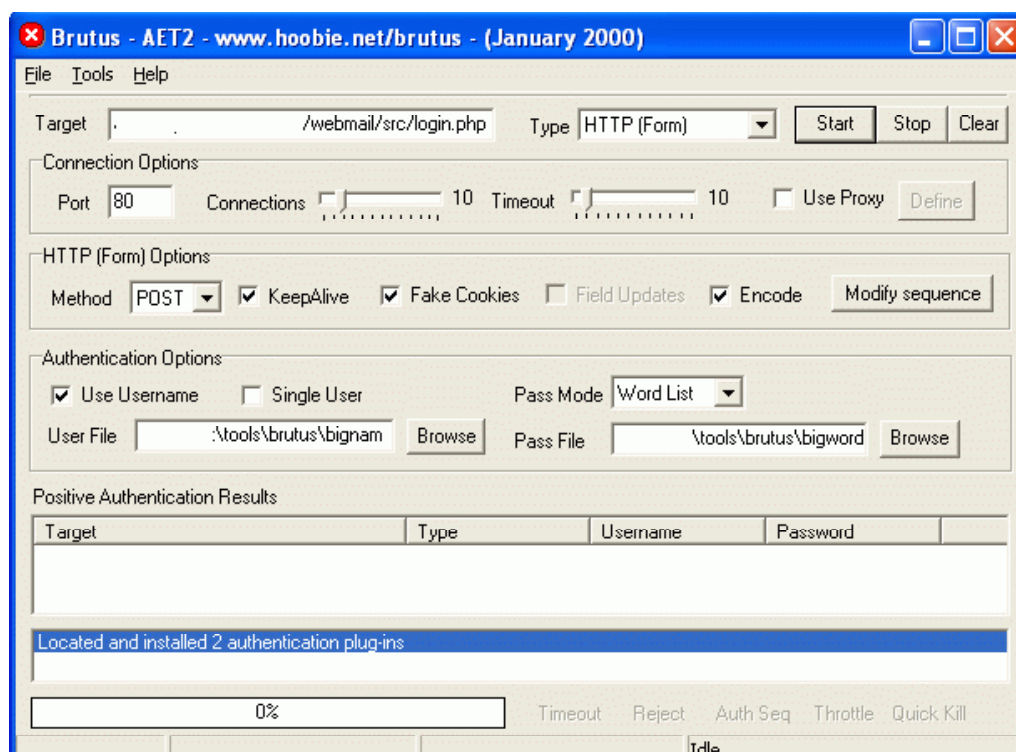 Brutus - AET2 - www.hoobie.net/brutus - (January 2000)
File Tools Help
Target /webmail/src/login.php Type HTTP (Form) Start Stop Clear
Connection Options
Port 80 Connections 10 Timeout 10 Use Proxy Define
HTTP (Form) Options
Method POST KeepAlive Fake Cookies Field Updates Encode Modify sequence
Authentication Options
Use Username Single User Pass Mode Word List
User File :\tools\brutus\bignam Browse Pass File \tools\brutus\bigword Browse
Positive Authentication Results
Target Type Username Password
Located and installed 2 authentication plug-ins
0% Timeout Reject Auth Seq Throttle Quick Kill
Idle